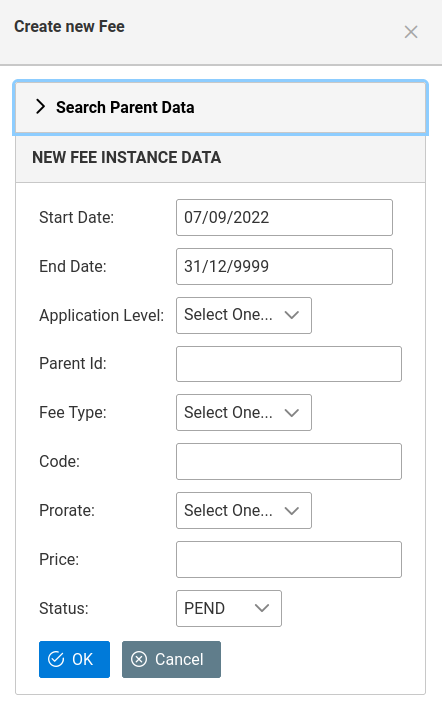 Create new Fee
Search Parent Data
NEW FEE INSTANCE DATA
Start Date: 07/09/2022
End Date: 31/12/9999
Application Level: Select One...
Parent Id:
Fee Type: Select One...
Code:
Prorate: Select One...
Price:
Status: PEND
OK Cancel